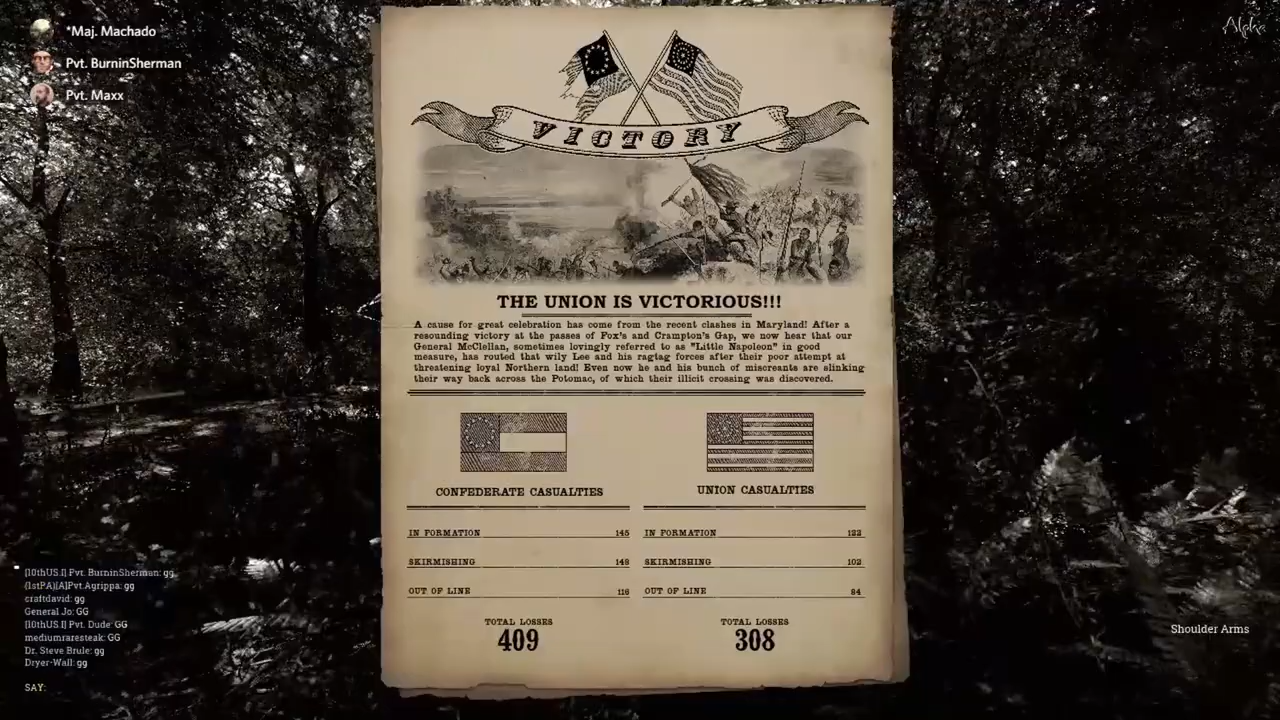 *Maj. Machado
Pvt. BurninSherman
Pvt. Maxx
Alpha
VICTORY
THE UNION IS VICTORIOUS!!!
A cause for great celebration has come from the recent clashes in Maryland! After a
resounding victory at the passes of Fox's and Crampton's Gap, we now hear that our
General McClellan, sometimes lovingly referred to as "Little Napoleon" in good
measure, has routed that wily Lee and his ragtag forces after their poor attempt at
threatening loyal Northern land! Even now he and his bunch of miscreants are slinking
their way back across the Potomac, of which their illicit crossing was discovered.
CONFEDERATE CASUALTIES
IN FORMATION 145
SKIRMISHING 148
OUT OF LINE 116
TOTAL LOSSES
409
UNION CASUALTIES
IN FORMATION 122
SKIRMISHING 102
OUT OF LINE 84
TOTAL LOSSES
308
[10thUS.I] Pvt. BurninSherman: gg
(1stPA)[A]Pvt.Agrippa: gg
craftdavid: gg
General Jo: GG
[10thUS.I] Pvt. Dude: GG
mediumraresteak: GG
Dr. Steve Brule: gg
Dryer-Wall: gg
SAY:
Shoulder Arms